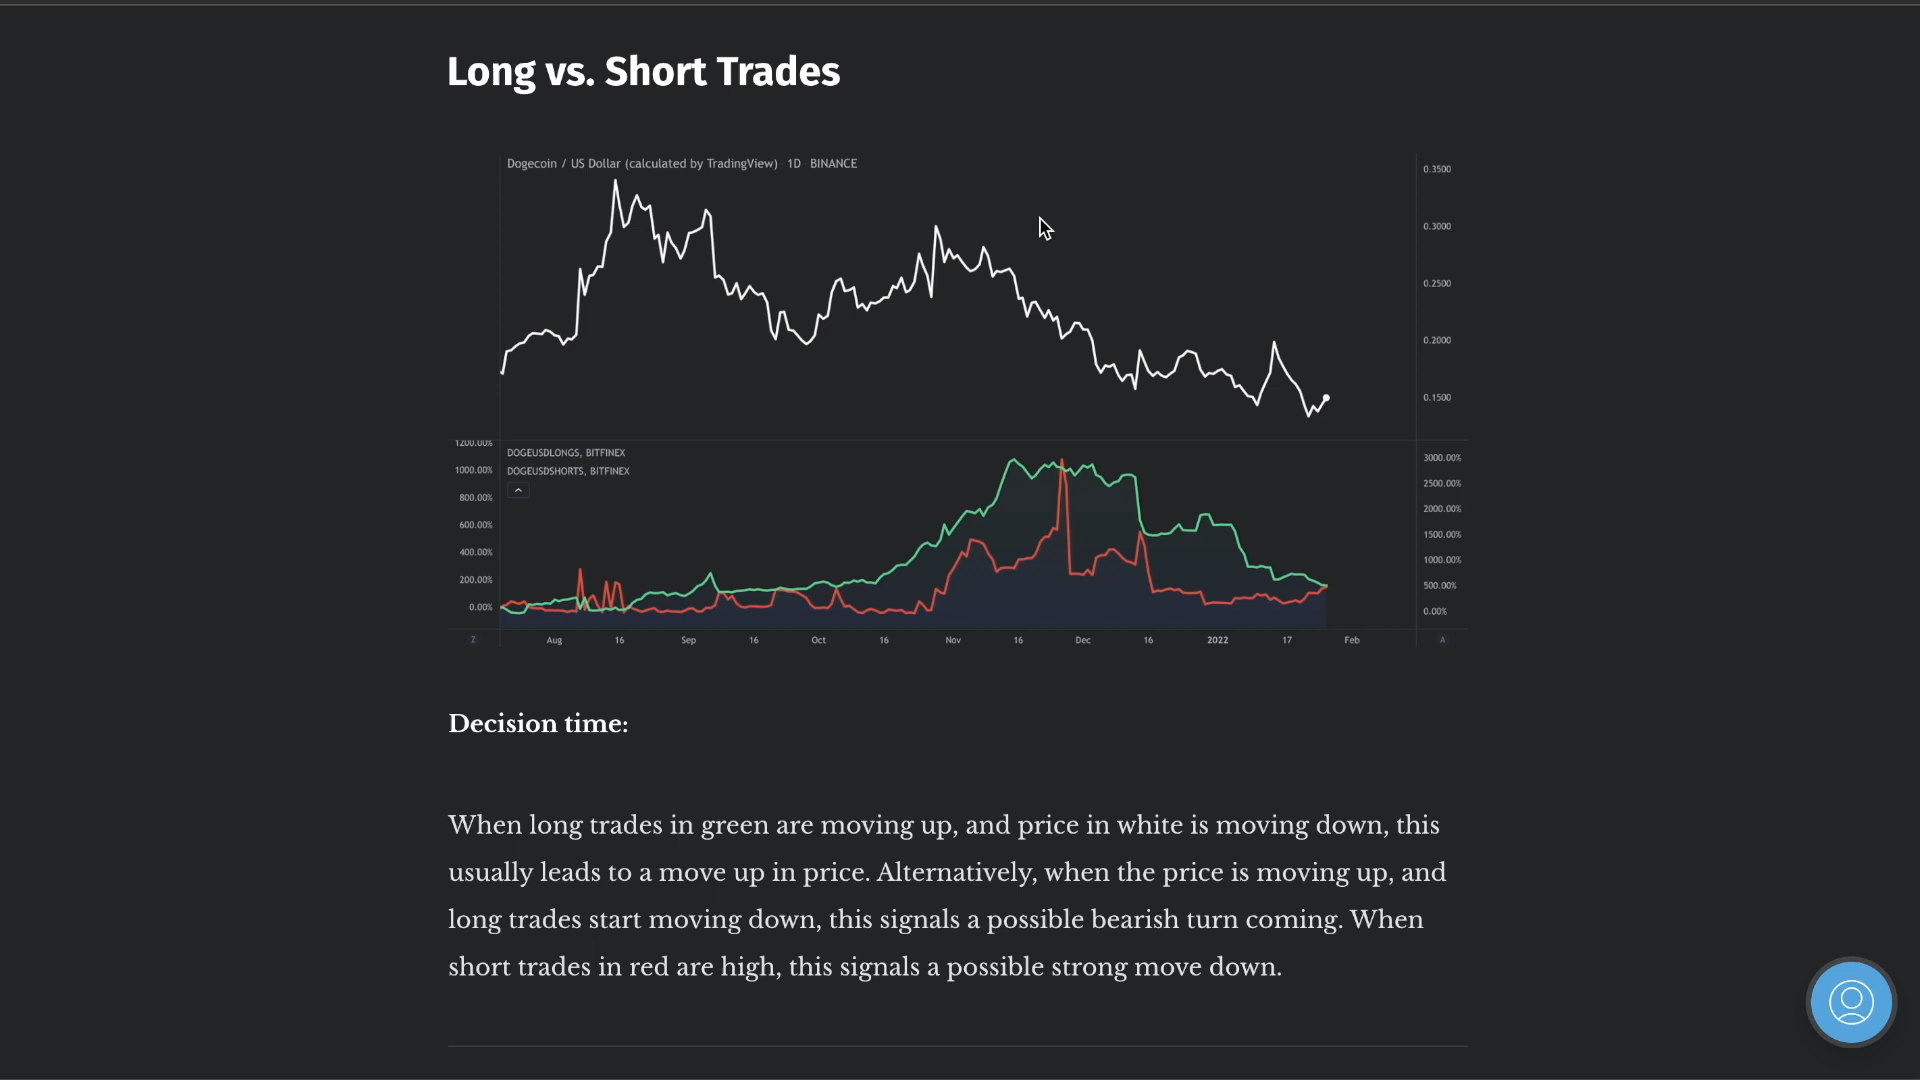 Long vs. Short Trades
Dogecoin / US Dollar (calculated by TradingView) 1D BINANCE
0.3500
0.3000
0.2500
0.2000
0.1500
DOGEUSDLONGS, BITFINEX
DOGEUSDSHORTS, BITFINEX
1200.00%
1000.00%
800.00%
600.00%
400.00%
200.00%
0.00%
3000.00%
2500.00%
2000.00%
1500.00%
1000.00%
500.00%
0.00%
Z Aug 16 Sep 16 Oct 16 Nov 16 Dec 16 2022 17 Feb A
Decision time:
When long trades in green are moving up, and price in white is moving down, this
usually leads to a move up in price. Alternatively, when the price is moving up, and
long trades start moving down, this signals a possible bearish turn coming. When
short trades in red are high, this signals a possible strong move down.